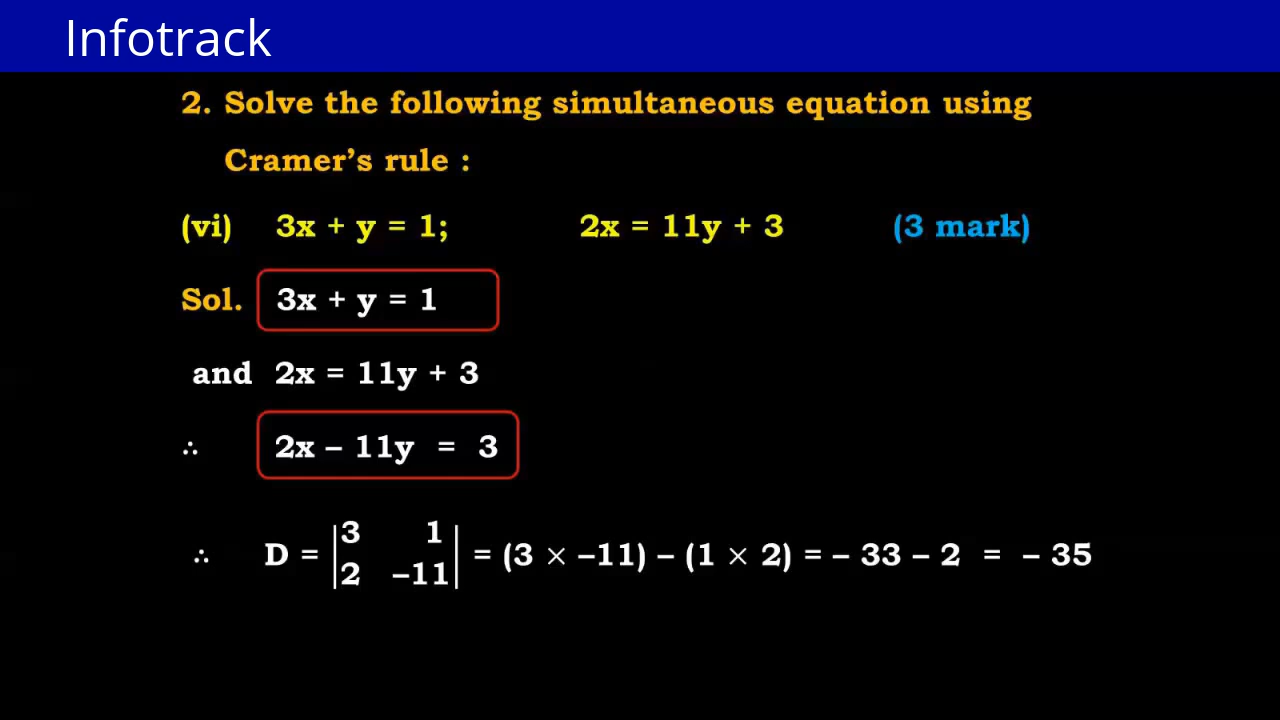 Infotrack
2. Solve the following simultaneous equation using
Cramer's rule :
(vi) 3x + y = 1; 2x = 11y + 3 (3 mark)
Sol. 3x + y = 1
and 2x = 11y + 3
∴ 2x – 11y = 3
∴ D = |3 1| = (3 × –11) – (1 × 2) = – 33 – 2 = – 35
|2 –11|